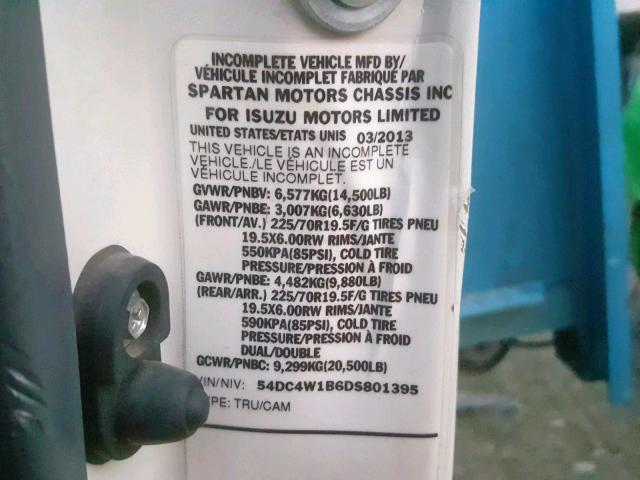 INCOMPLETE VEHICLE MFD BY/
VÉHICULE INCOMPLET FABRIQUÉ PAR
SPARTAN MOTORS CHASSIS INC
FOR ISUZU MOTORS LIMITED
UNITED STATES/ETATS UNIS 03/2013
THIS VEHICLE IS AN INCOMPLETE
VEHICLE./LE VÉHICULE EST UN
VÉHICULE INCOMPLET.
GVWR/PNBV: 6,577KG(14,500LB)
GAWR/PNBE: 3,007KG(6,630LB)
(FRONT/AV.) 225/70R19.5F/G TIRES PNEU
19.5X6.00RW RIMS/JANTE
550KPA(85PSI), COLD TIRE
PRESSURE/PRESSION À FROID
GAWR/PNBE: 4,482KG(9,880LB)
(REAR/ARR.) 225/70R19.5F/G TIRES PNEU
19.5X6.00RW RIMS/JANTE
590KPA(85PSI), COLD TIRE
PRESSURE/PRESSION À FROID
DUAL/DOUBLE
GCWR/PNBC: 9,299KG(20,500LB)
VIN/NIV: 54DC4W1B6DS801395
YPE: TRU/CAM